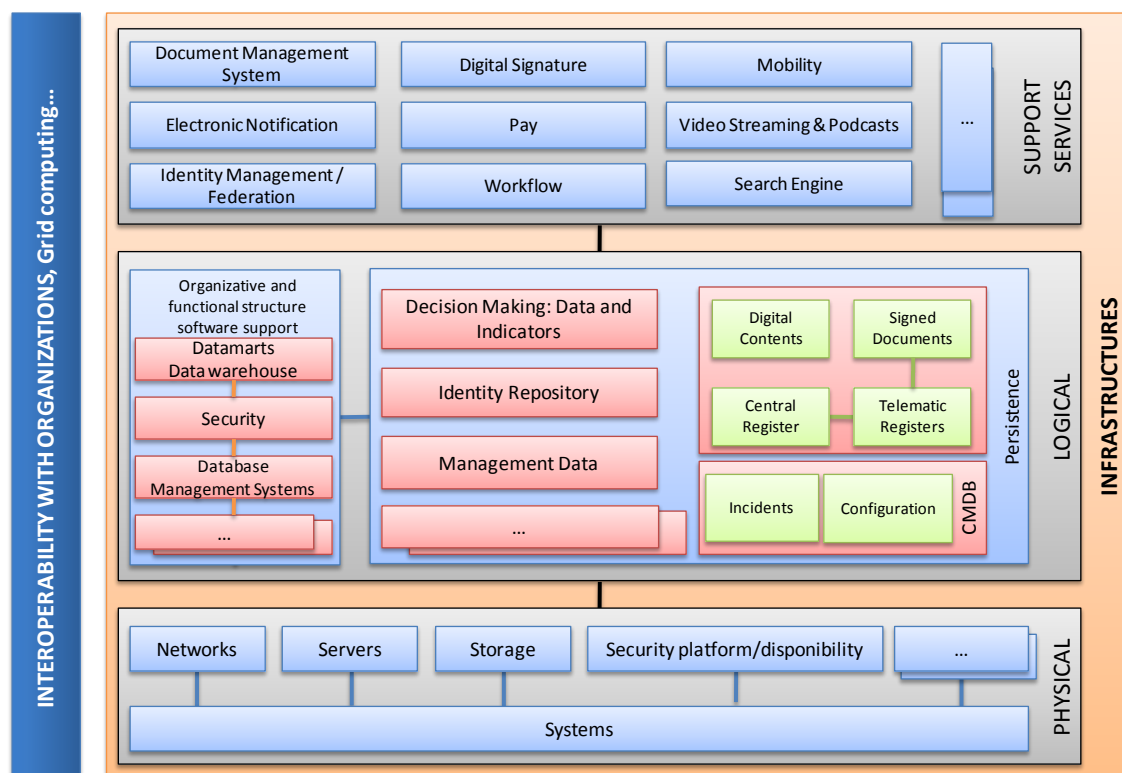 INTEROPERABILITY WITH ORGANIZATIONS, Grid computing...
Document Management
System
Digital Signature
Mobility
Electronic Notification
Pay
Video Streaming & Podcasts
Identity Management /
Federation
Workflow
Search Engine
...
SUPPORT
SERVICES
Organizative and
functional structure
software support
Datamarts
Data warehouse
Security
Database
Management Systems
...
Decision Making: Data and
Indicators
Identity Repository
Management Data
...
Digital
Contents
Signed
Documents
Central
Register
Telematic
Registers
Incidents
Configuration
CMDB
Persistence
LOGICAL
INFRASTRUCTURES
Networks
Servers
Storage
Security platform/disponibility
...
Systems
PHYSICAL